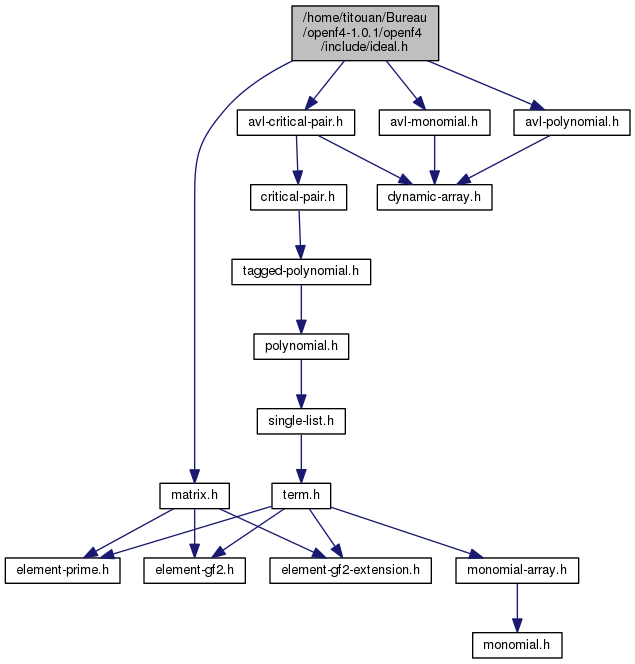 /home/titouan/Bureau
/openf4-1.0.1/openf4
/include/ideal.h
avl-critical-pair.h
avl-monomial.h
avl-polynomial.h
critical-pair.h
dynamic-array.h
tagged-polynomial.h
polynomial.h
single-list.h
matrix.h
term.h
element-prime.h
element-gf2.h
element-gf2-extension.h
monomial-array.h
monomial.h